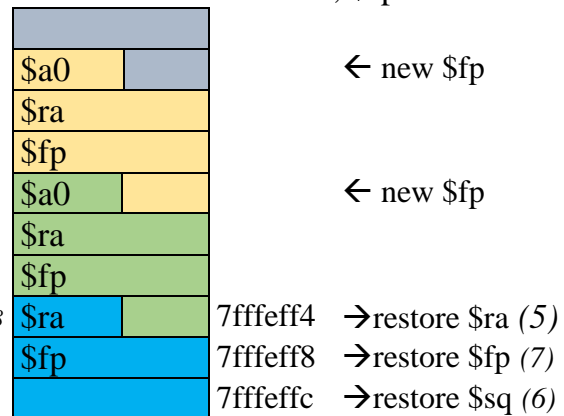 $a0 ← new $fp
$ra
$fp
$a0 ← new $fp
$ra
$fp
$ra 7fffeff4 →restore $ra (5)
$fp 7fffeff8 →restore $fp (7)
7fffeffc →restore $sq (6)